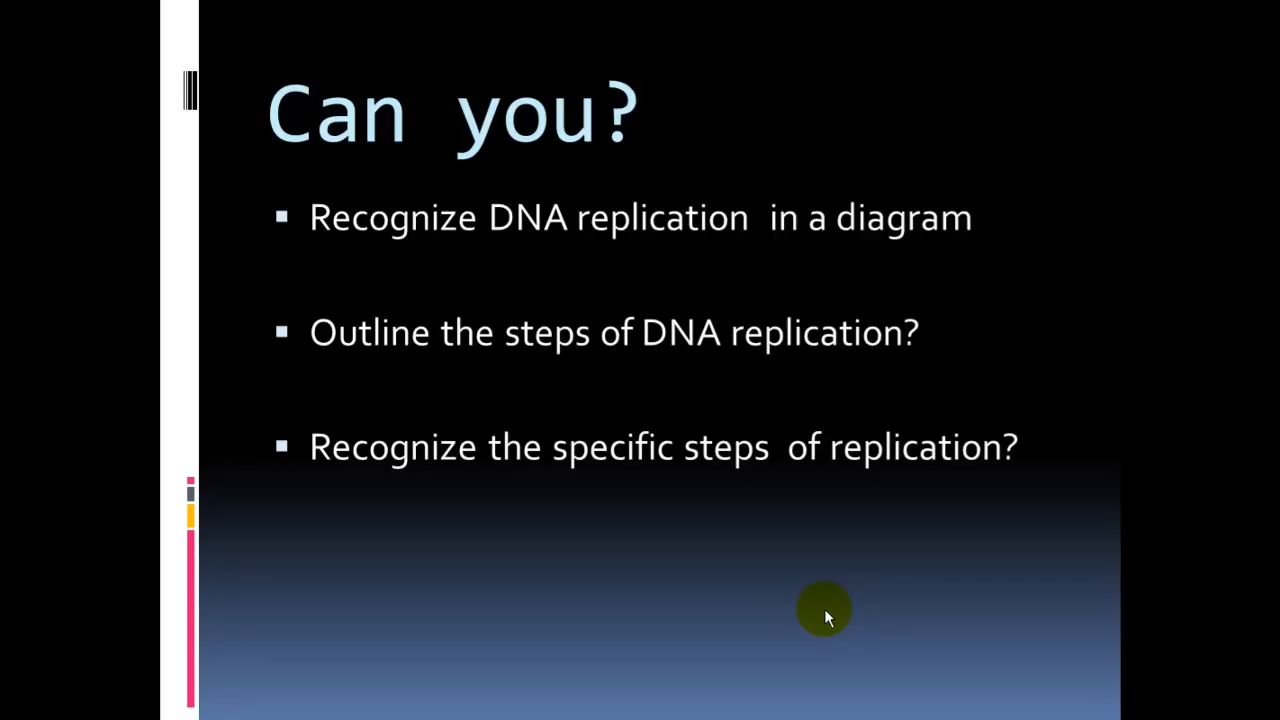 Can you?
Recognize DNA replication in a diagram
Outline the steps of DNA replication?
Recognize the specific steps of replication?